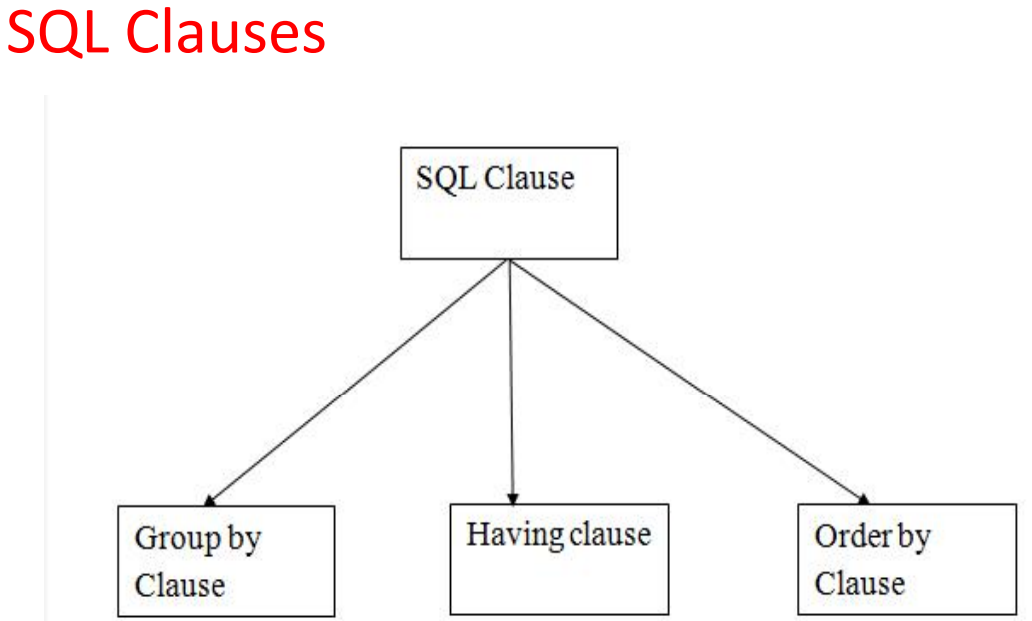 SQL Clauses
SQL Clause
Group by
Clause
Having clause
Order by
Clause